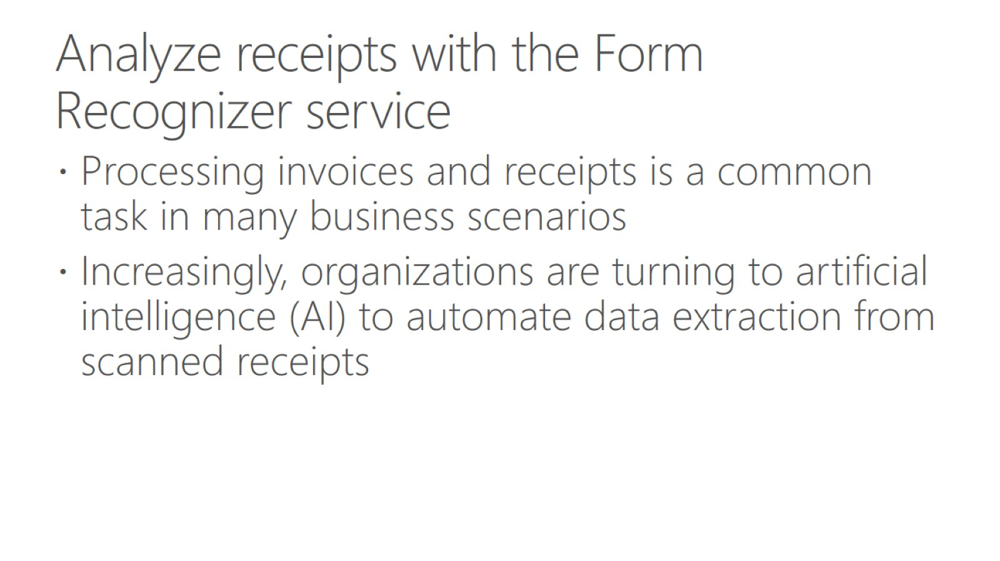 Analyze receipts with the Form
Recognizer service
• Processing invoices and receipts is a common
task in many business scenarios
• Increasingly, organizations are turning to artificial
intelligence (AI) to automate data extraction from
scanned receipts